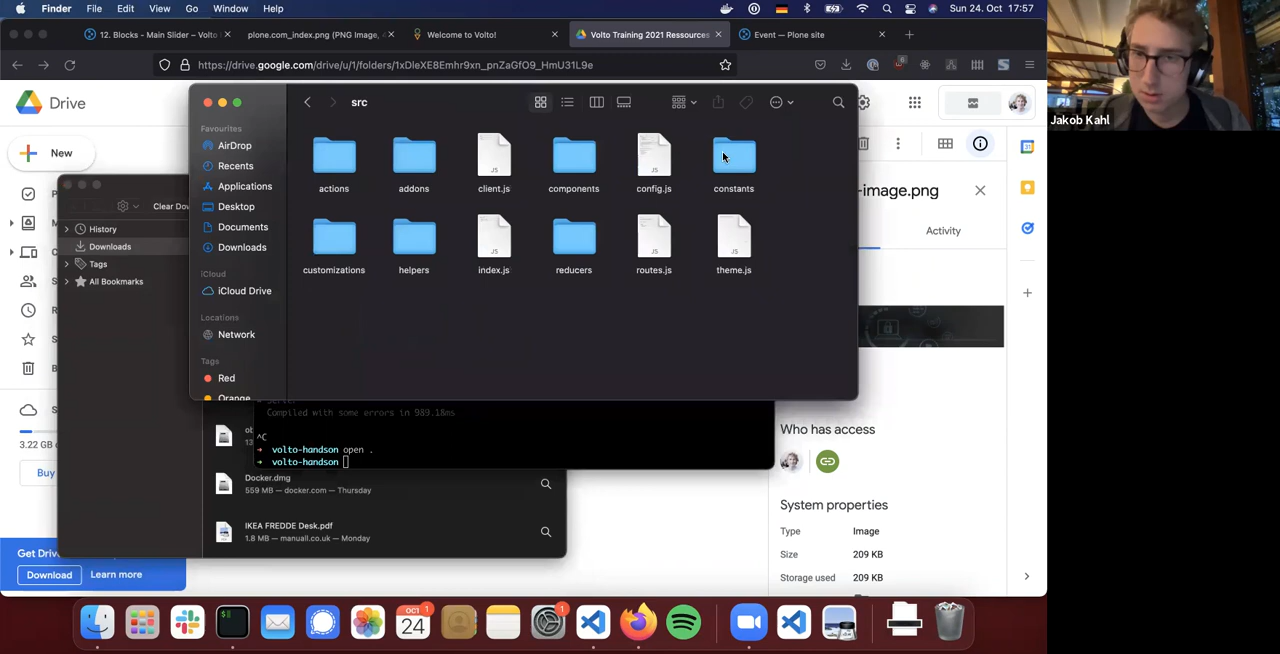 Finder File Edit View Go Window Help Sun 24. Oct 17:57
12. Blocks - Main Slider – Volto
plone.com_index.png (PNG Image,
Welcome to Volto!
Volto Training 2021 Ressources
Event — Plone site
https://drive.google.com/drive/u/1/folders/1xDleXE8Emhr9xn_pnZaGfO9_HmU31L9e
Jakob Kahl
Drive
New
src
Favourites
AirDrop
Recents
Applications
Desktop
Documents
Downloads
iCloud
iCloud Drive
Locations
Network
Tags
Red
Orange
actions addons client.js components config.js constants
customizations helpers index.js reducers routes.js theme.js
Clear Dow
History
Downloads
Tags
All Bookmarks
-image.png
Activity
Who has access
System properties
Type Image
Size 209 KB
Storage used 209 KB
Compiled with some errors in 989.18ms
^C
→ volto-handson open .
→ volto-handson
Docker.dmg
559 MB — docker.com — Thursday
IKEA FREDDE Desk.pdf
1.8 MB — manuall.co.uk — Monday
3.22 GB
Buy
Get Driv
Download Learn more
OCT 1
24
1